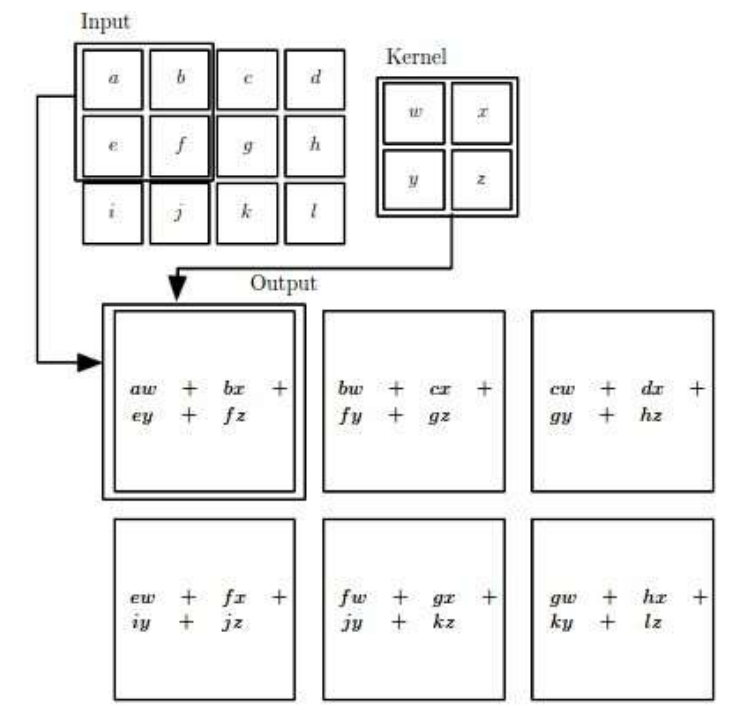 Input
a b c d
e f g h
i j k l
Kernel
w x
y z
Output
aw + bx +
ey + fz
bw + cx +
fy + gz
cw + dx +
gy + hz
ew + fx +
iy + jz
fw + gx +
jy + kz
gw + hx +
ky + lz